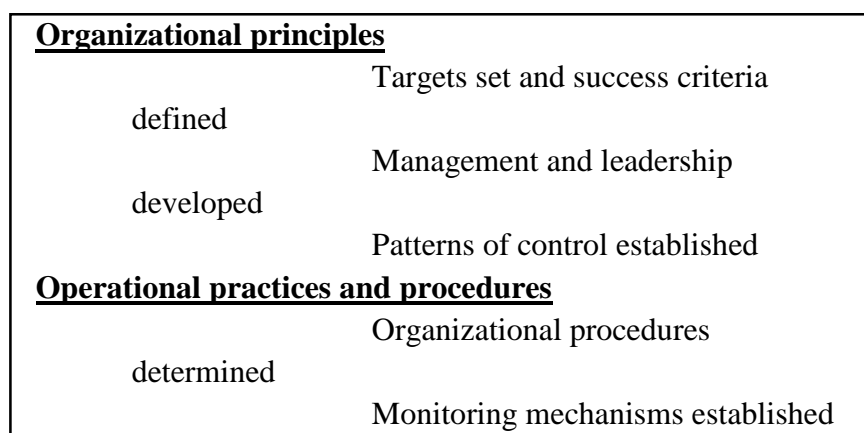 Organizational principles
Targets set and success criteria
defined
Management and leadership
developed
Patterns of control established
Operational practices and procedures
Organizational procedures
determined
Monitoring mechanisms established